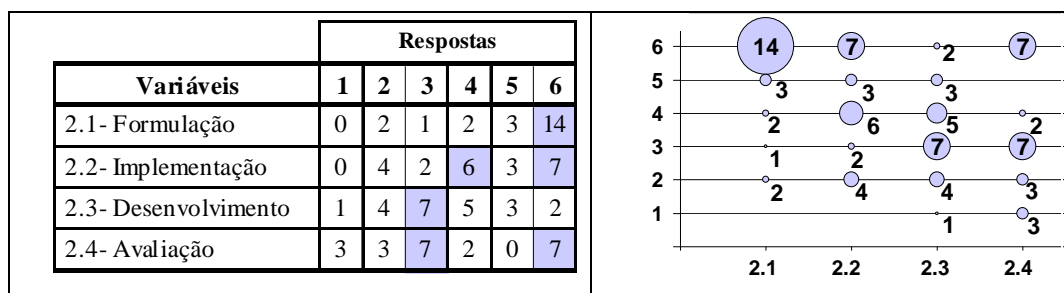 Respostas
Variáveis 1 2 3 4 5 6
2.1- Formulação 0 2 1 2 3 14
2.2- Implementação 0 4 2 6 3 7
2.3- Desenvolvimento 1 4 7 5 3 2
2.4- Avaliação 3 3 7 2 0 7
6 14 7 2 7
5 3 3 3
4 2 6 5 2
3 1 2 7 7
2 2 4 4 3
1 1 3
2.1 2.2 2.3 2.4